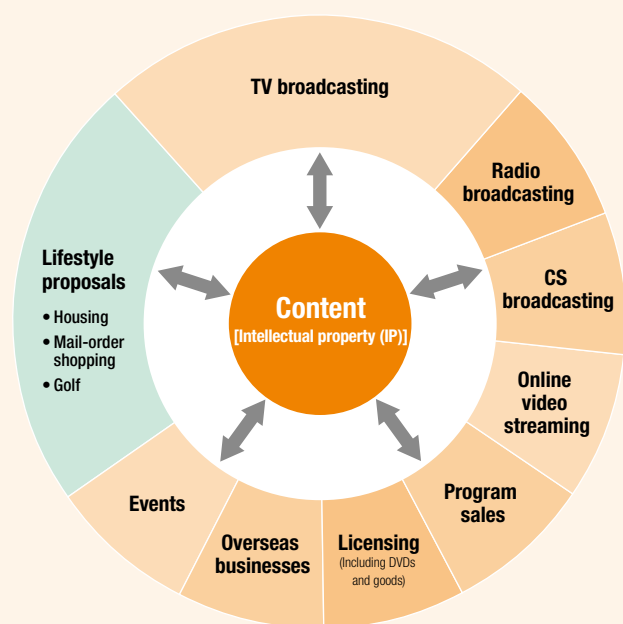 TV broadcasting
Radio
broadcasting
CS
broadcasting
Online
video
streaming
Program
sales
Licensing
(Including DVDs
and goods)
Overseas
businesses
Events
Lifestyle
proposals
• Housing
• Mail-order
shopping
• Golf
Content
[Intellectual property (IP)]